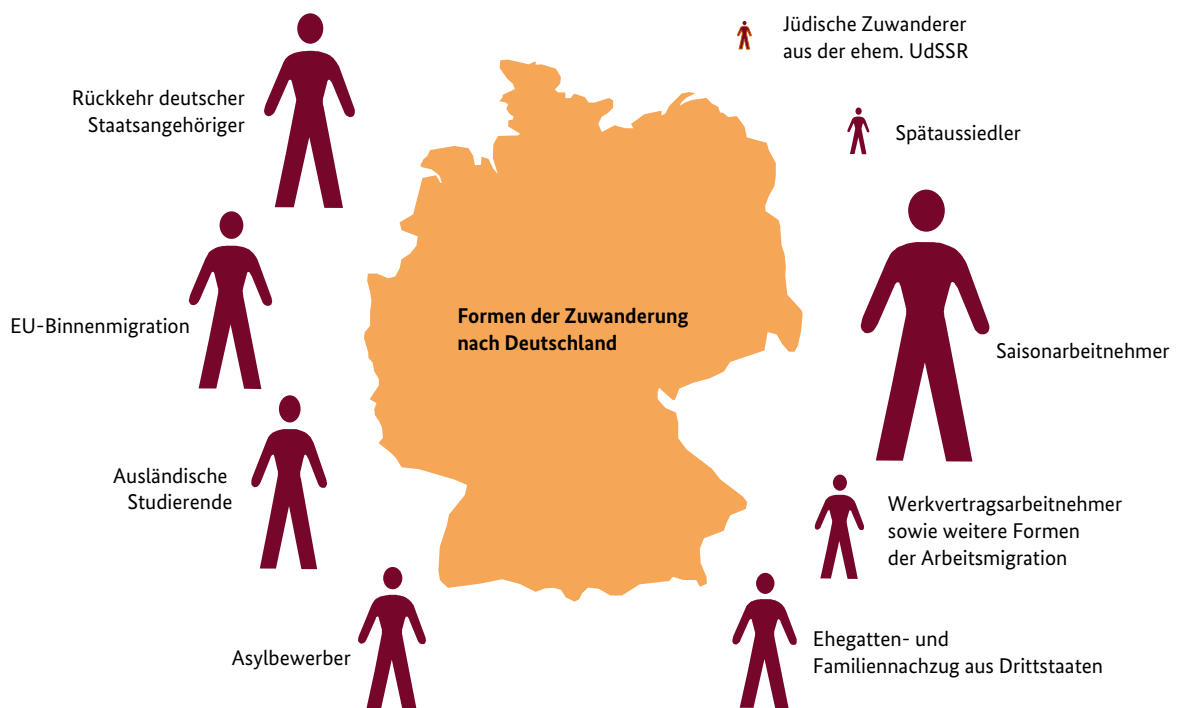 Jüdische Zuwanderer
aus der ehem. UdSSR
Rückkehr deutscher
Staatsangehöriger
Spätaussiedler
EU-Binnenmigration
Formen der Zuwanderung
nach Deutschland
Saisonarbeitnehmer
Ausländische
Studierende
Werkvertragsarbeitnehmer
sowie weitere Formen
der Arbeitsmigration
Asylbewerber
Ehegatten- und
Familiennachzug aus Drittstaaten